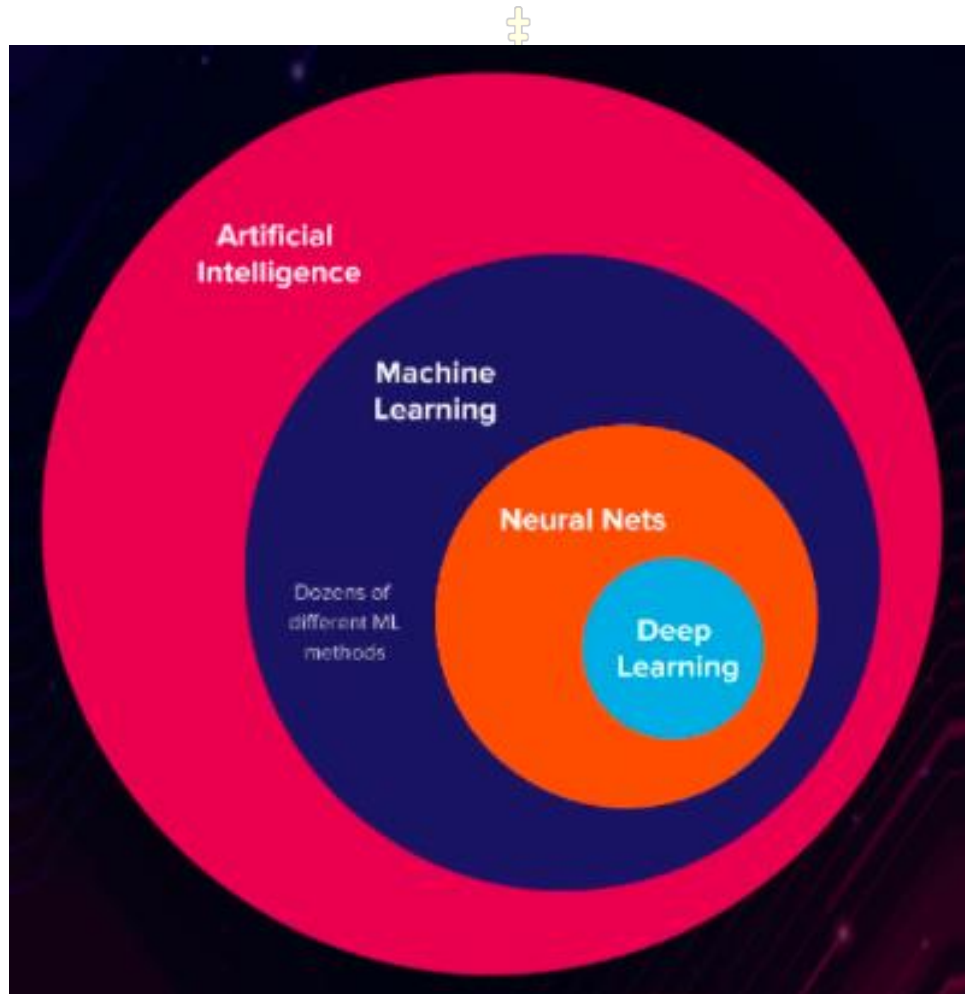 ‡
Artificial
Intelligence
Machine
Learning
Neural Nets
Dozens of
different ML
methods
Deep
Learning